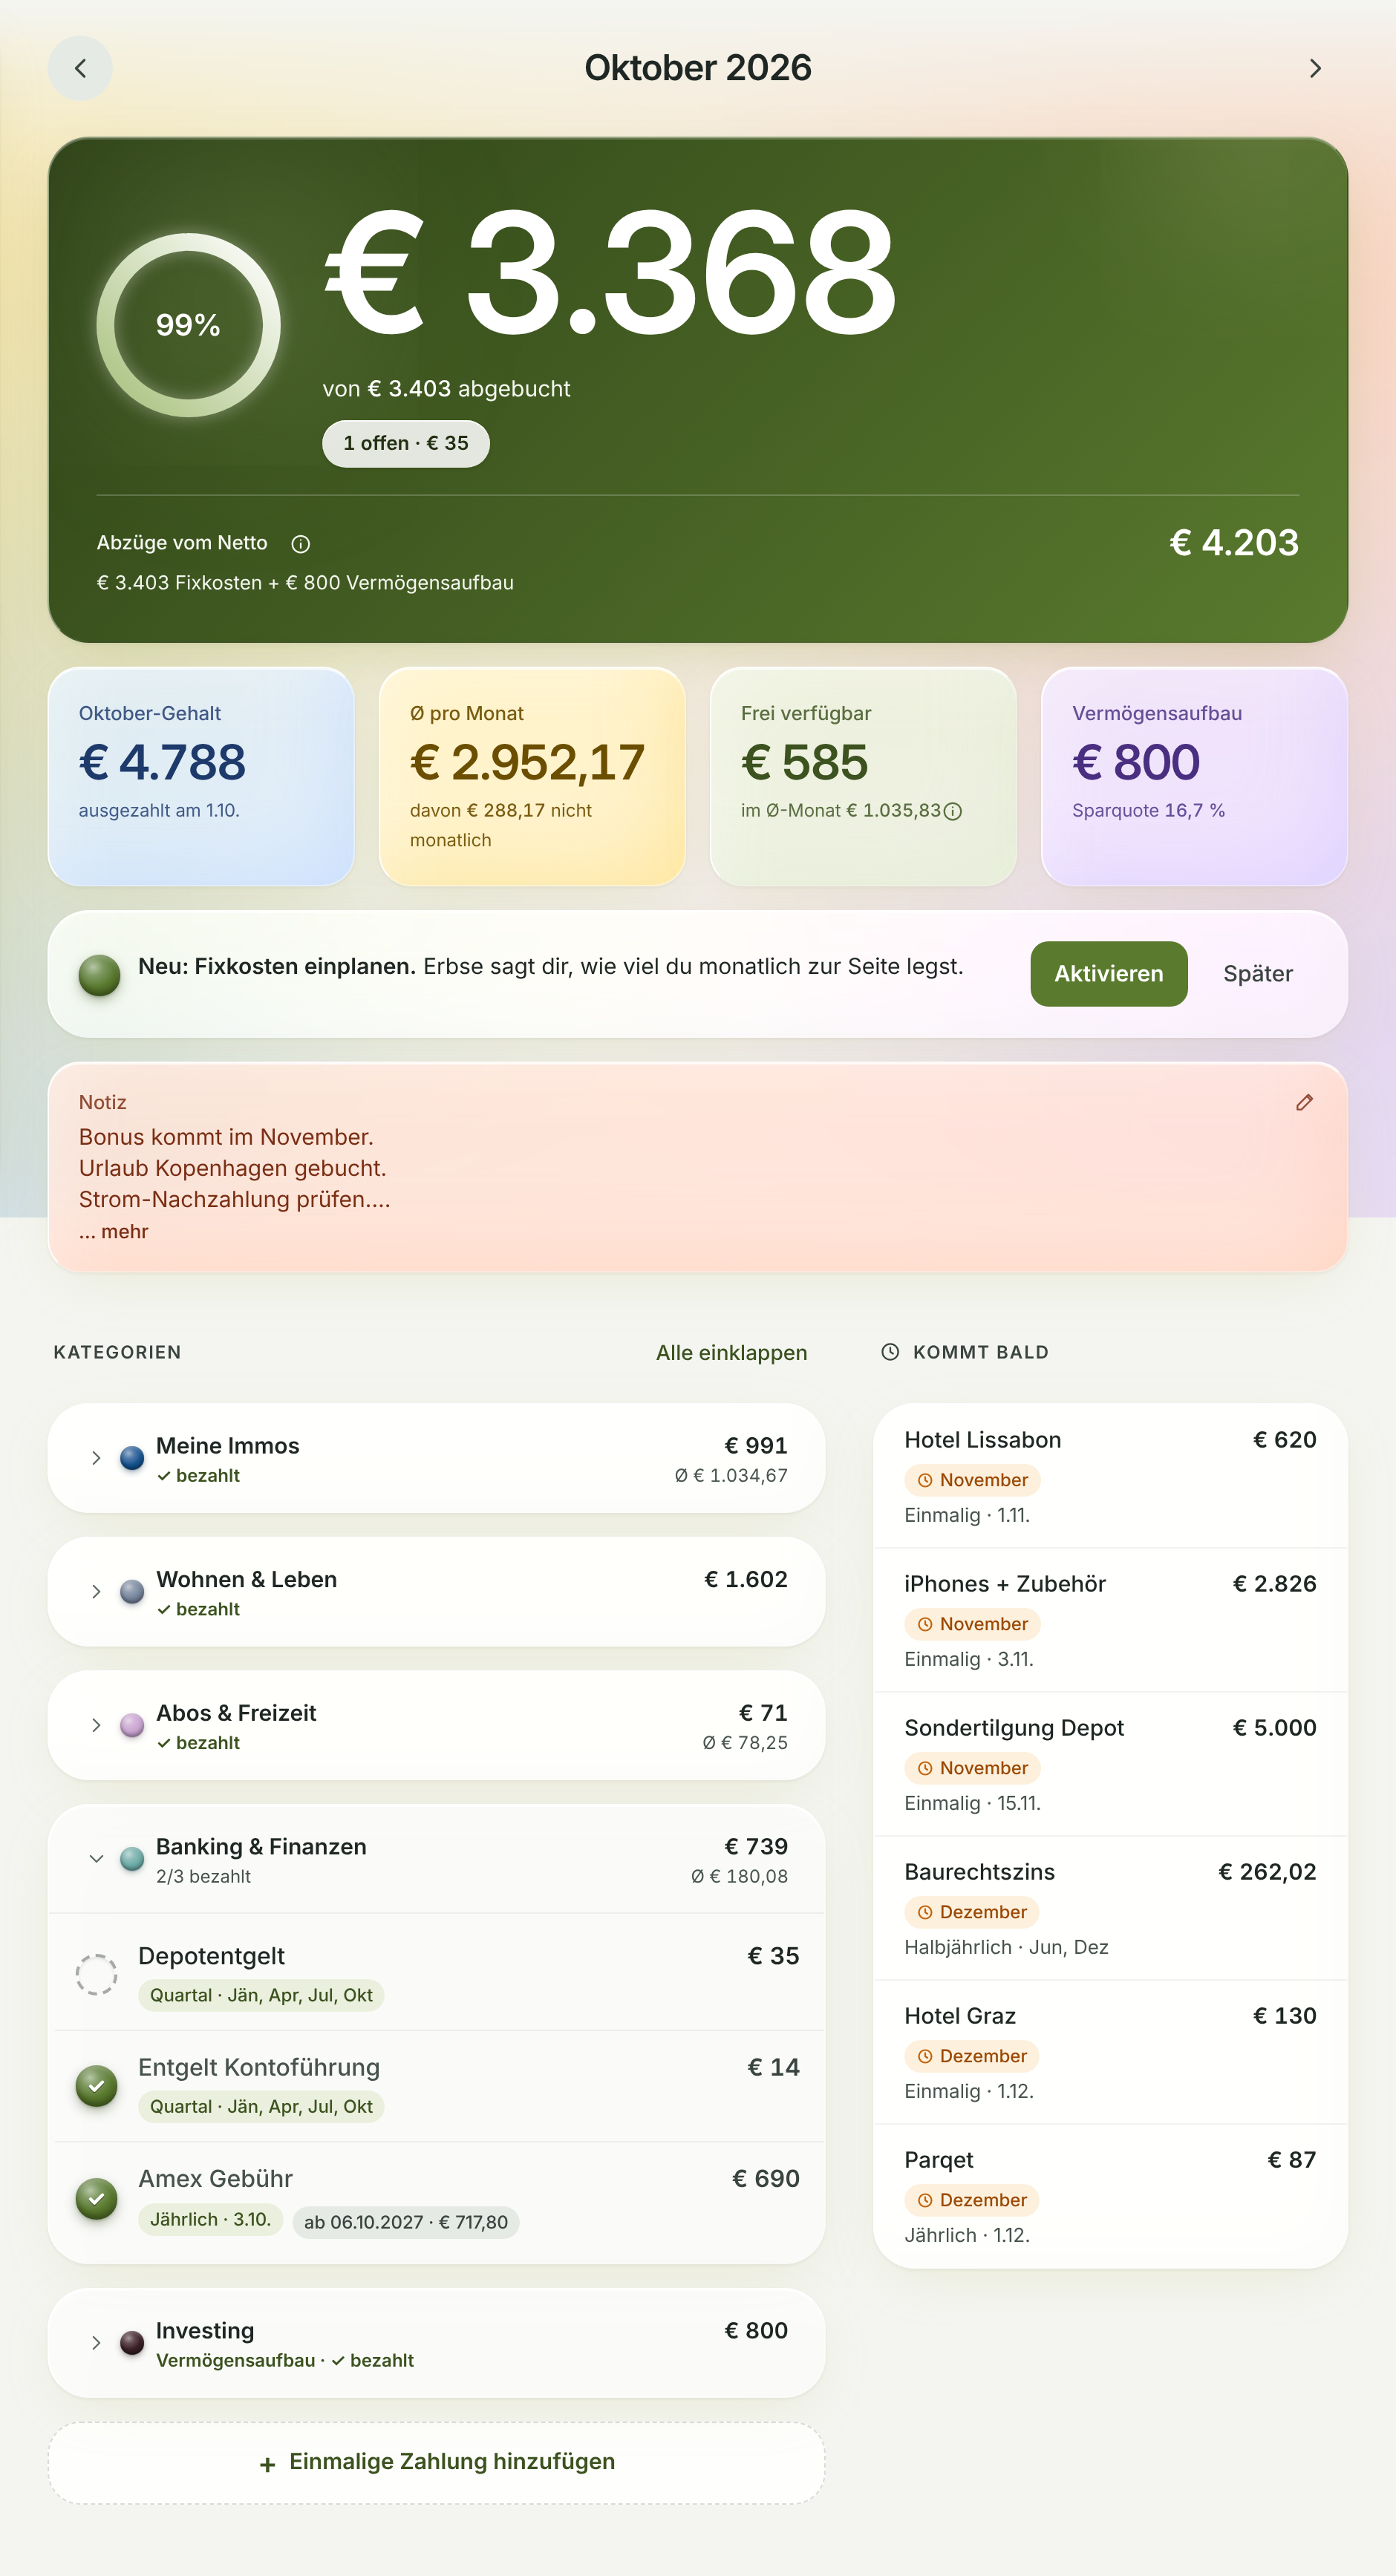 Oktober 2026
99%
€ 3.368
von € 3.403 abgebucht
1 offen · € 35
Abzüge vom Netto
€ 4.203
€ 3.403 Fixkosten + € 800 Vermögensaufbau
Oktober-Gehalt
€ 4.788
ausgezahlt am 1.10.
Ø pro Monat
€ 2.952,17
davon € 288,17 nicht
monatlich
Frei verfügbar
€ 585
im Ø-Monat € 1.035,83
Vermögensaufbau
€ 800
Sparquote 16,7 %
Neu: Fixkosten einplanen. Erbse sagt dir, wie viel du monatlich zur Seite legst.
Aktivieren
Später
Notiz
Bonus kommt im November.
Urlaub Kopenhagen gebucht.
Strom-Nachzahlung prüfen....
... mehr
KATEGORIEN
Alle einklappen
Meine Immos
€ 991
✓ bezahlt
Ø € 1.034,67
Wohnen & Leben
€ 1.602
✓ bezahlt
Abos & Freizeit
€ 71
✓ bezahlt
Ø € 78,25
Banking & Finanzen
€ 739
2/3 bezahlt
Ø € 180,08
Depotentgelt
€ 35
Quartal · Jän, Apr, Jul, Okt
Entgelt Kontoführung
€ 14
Quartal · Jän, Apr, Jul, Okt
Amex Gebühr
€ 690
Jährlich · 3.10.
ab 06.10.2027 · € 717,80
Investing
€ 800
Vermögensaufbau · ✓ bezahlt
+ Einmalige Zahlung hinzufügen
KOMMT BALD
Hotel Lissabon
€ 620
November
Einmalig · 1.11.
iPhones + Zubehör
€ 2.826
November
Einmalig · 3.11.
Sondertilgung Depot
€ 5.000
November
Einmalig · 15.11.
Baurechtszins
€ 262,02
Dezember
Halbjährlich · Jun, Dez
Hotel Graz
€ 130
Dezember
Einmalig · 1.12.
Parqet
€ 87
Dezember
Jährlich · 1.12.